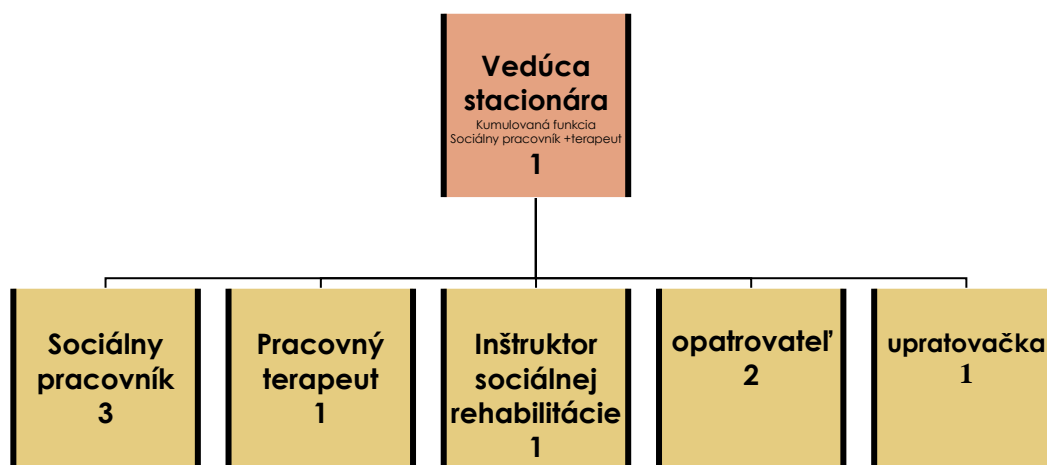 Vedúca
stacionára
Kumulovaná funkcia
Sociálny pracovník +terapeut
1
Sociálny
pracovník
3
Pracovný
terapeut
1
Inštruktor
sociálnej
rehabilitácie
1
opatrovateľ
2
upratovačka
1